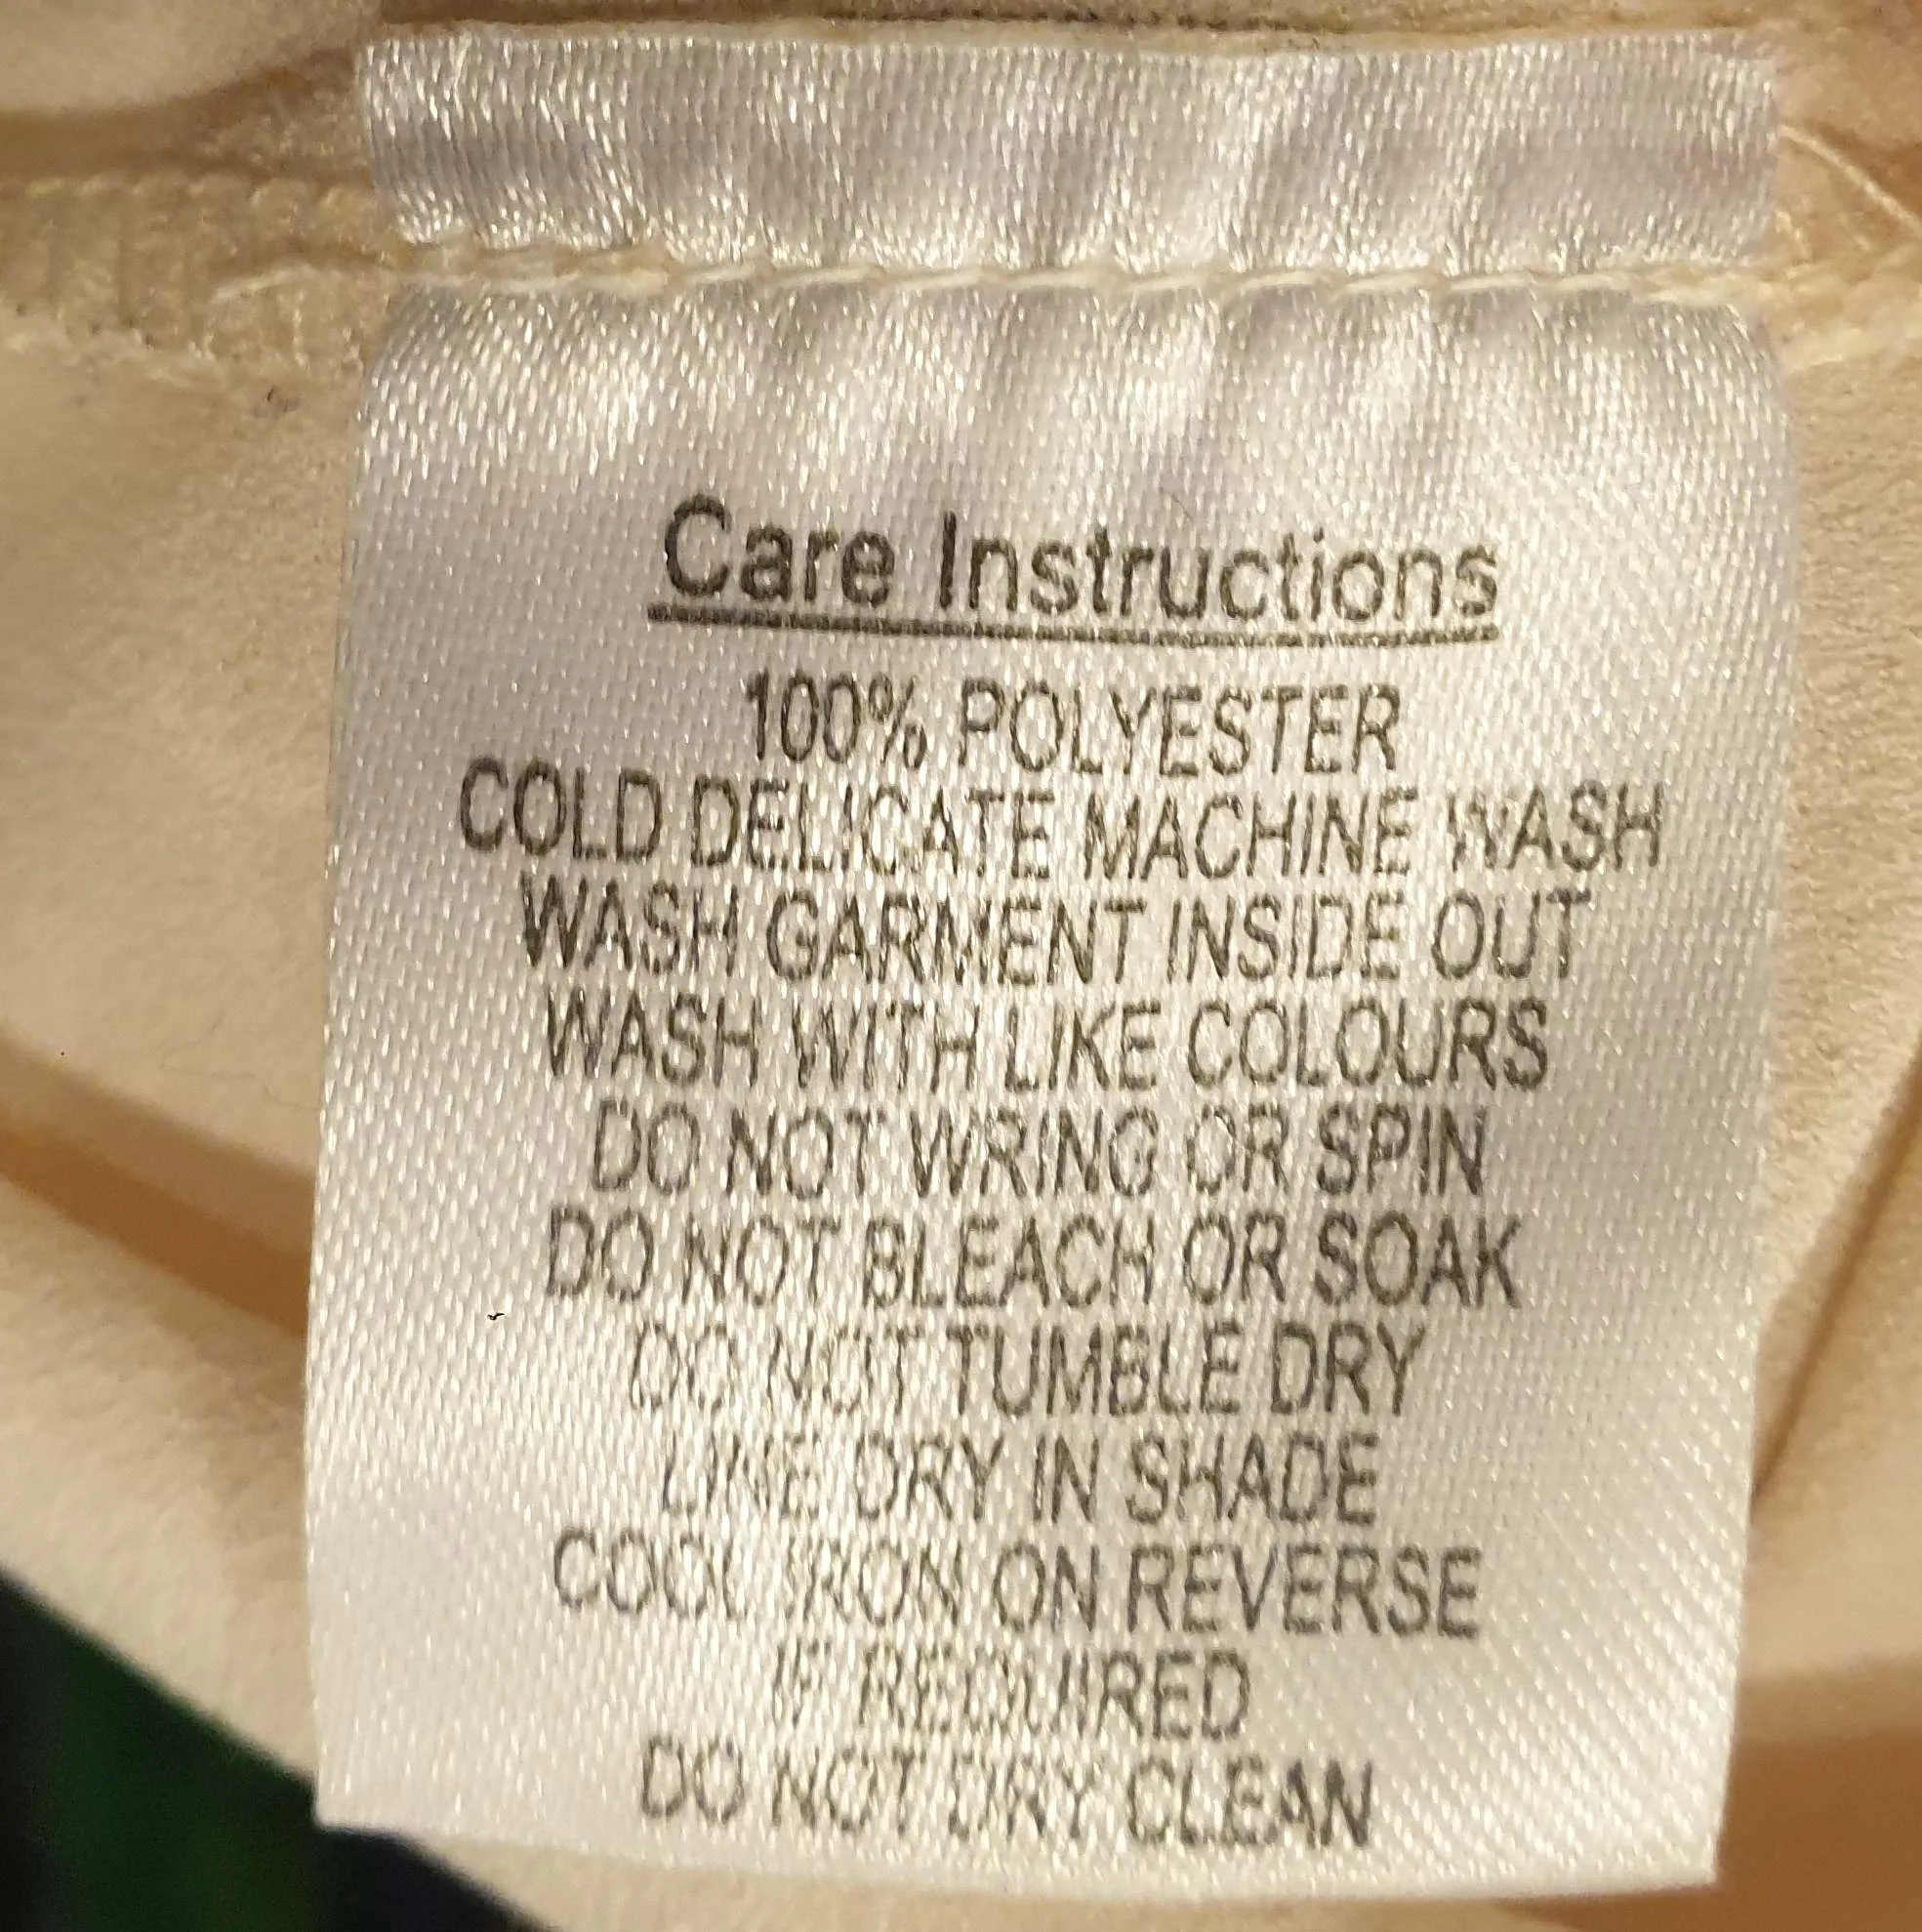 Care Instructions
100% POLYESTER
COLD DELICATE MACHINE WASH
WASH GARMENT INSIDE OUT
WASH WITH LIKE COLOURS
DO NOT WRING OR SPIN
DO NOT BLEACH OR SOAK
DO NOT TUMBLE DRY
LINE DRY IN SHADE
COOL IRON ON REVERSE
IF REQUIRED
DO NOT DRY CLEAN